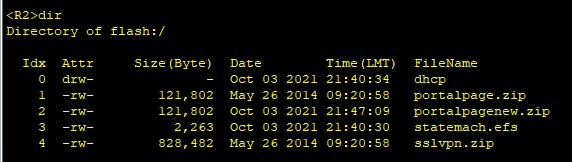 <R2>dir
Directory of flash:/
Idx Attr Size(Byte) Date Time(LMT) FileName
0 drw- - Oct 03 2021 21:40:34 dhcp
1 -rw- 121,802 May 26 2014 09:20:58 portalpage.zip
2 -rw- 121,802 Oct 03 2021 21:47:09 portalpagenew.zip
3 -rw- 2,263 Oct 03 2021 21:40:30 statemach.efs
4 -rw- 828,482 May 26 2014 09:20:58 sslvpn.zip